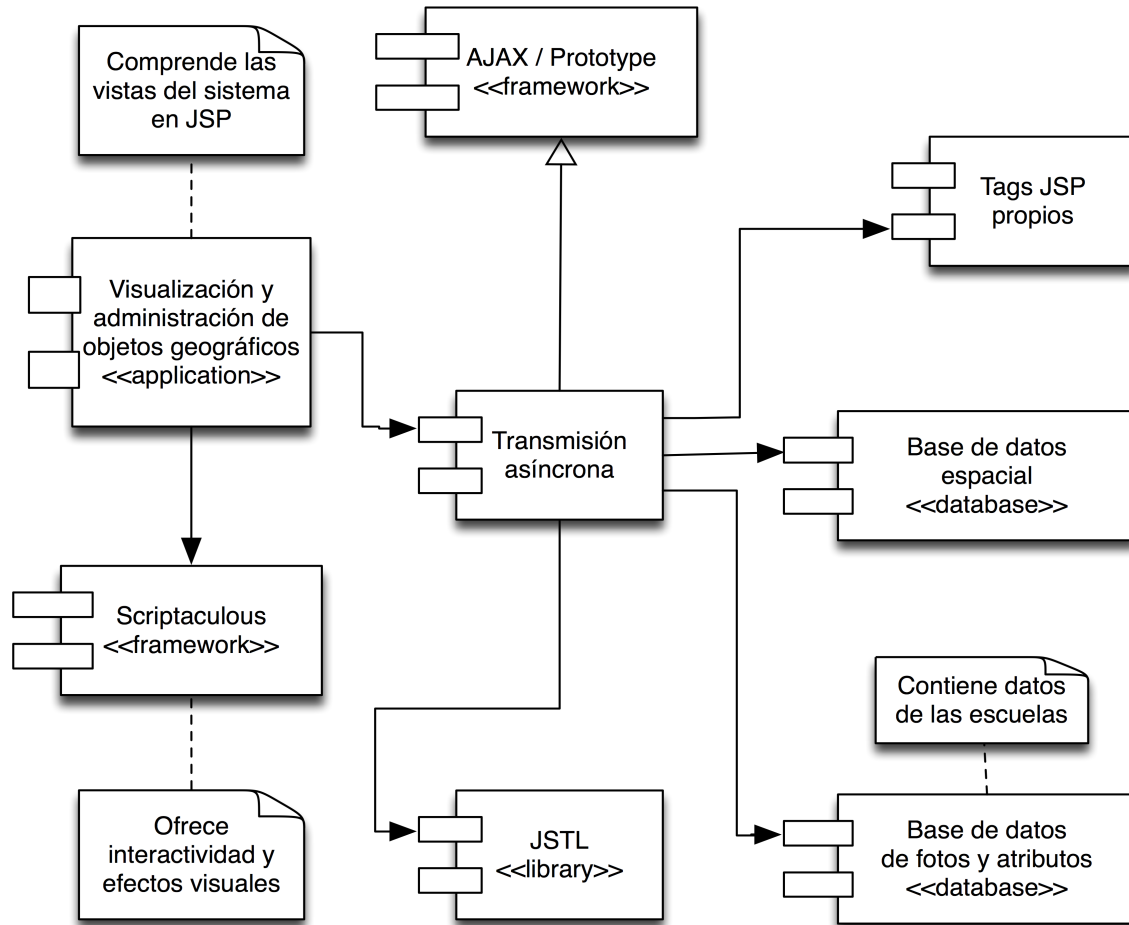 Comprende las
vistas del sistema
en JSP
AJAX / Prototype
<<framework>>
Tags JSP
propios
Visualización y
administración de
objetos geográficos
<<application>>
Transmisión
asíncrona
Base de datos
espacial
<<database>>
Scriptaculous
<<framework>>
Contiene datos
de las escuelas
Ofrece
interactividad y
efectos visuales
JSTL
<<library>>
Base de datos
de fotos y atributos
<<database>>